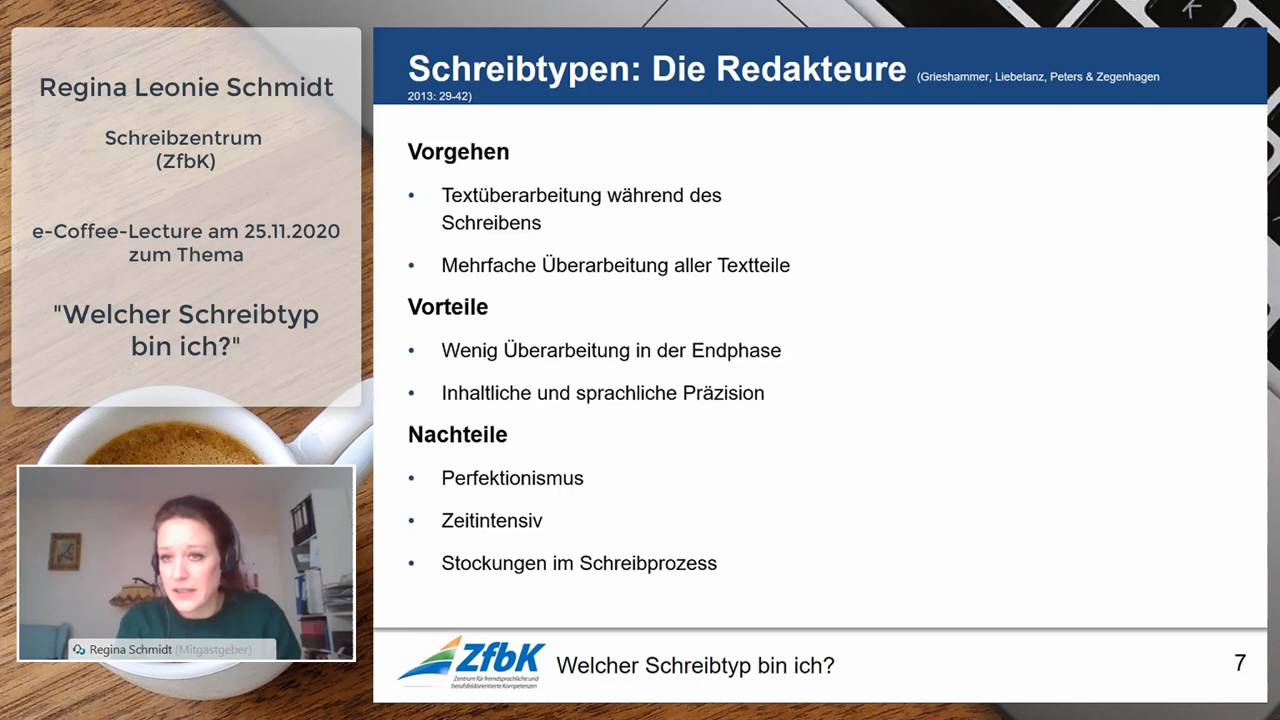 Regina Leonie Schmidt
Schreibzentrum
(ZfbK)
e-Coffee-Lecture am 25.11.2020
zum Thema
"Welcher Schreibtyp
bin ich?"
Regina Schmidt (Mitgastgeber)
Schreibtypen: Die Redakteure (Grieshammer, Liebetanz, Peters & Zegenhagen
2013: 29-42)
Vorgehen
• Textüberarbeitung während des
Schreibens
• Mehrfache Überarbeitung aller Textteile
Vorteile
• Wenig Überarbeitung in der Endphase
• Inhaltliche und sprachliche Präzision
Nachteile
• Perfektionismus
• Zeitintensiv
• Stockungen im Schreibprozess
ZfbK
Zentrum für fremdsprachliche und
berufsfeldorientierte Kompetenzen
Welcher Schreibtyp bin ich?
7